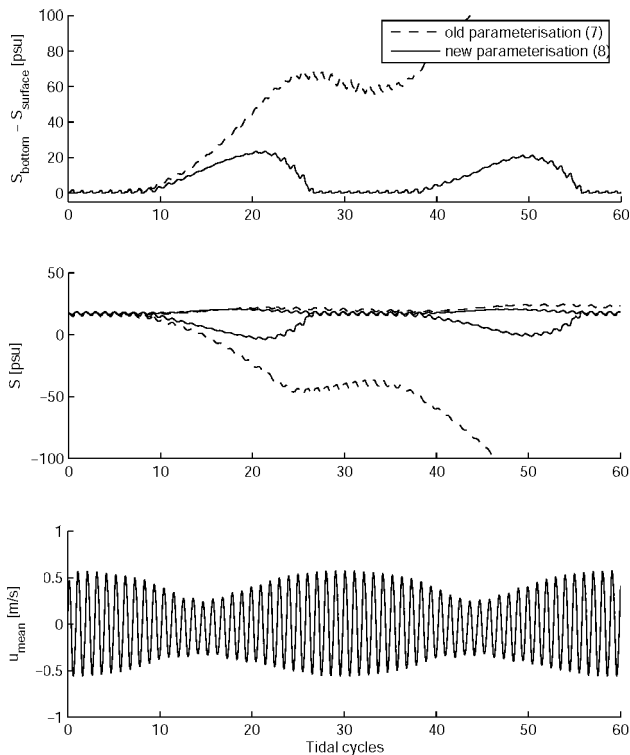 100
80
60
40
20
0
S_bottom − S_surface [psu]
old parameterisation (7)
new parameterisation (8)
0 10 20 30 40 50 60
50
0
−50
−100
S [psu]
0 10 20 30 40 50 60
1
0.5
0
−0.5
−1
u_mean [m/s]
0 10 20 30 40 50 60
Tidal cycles